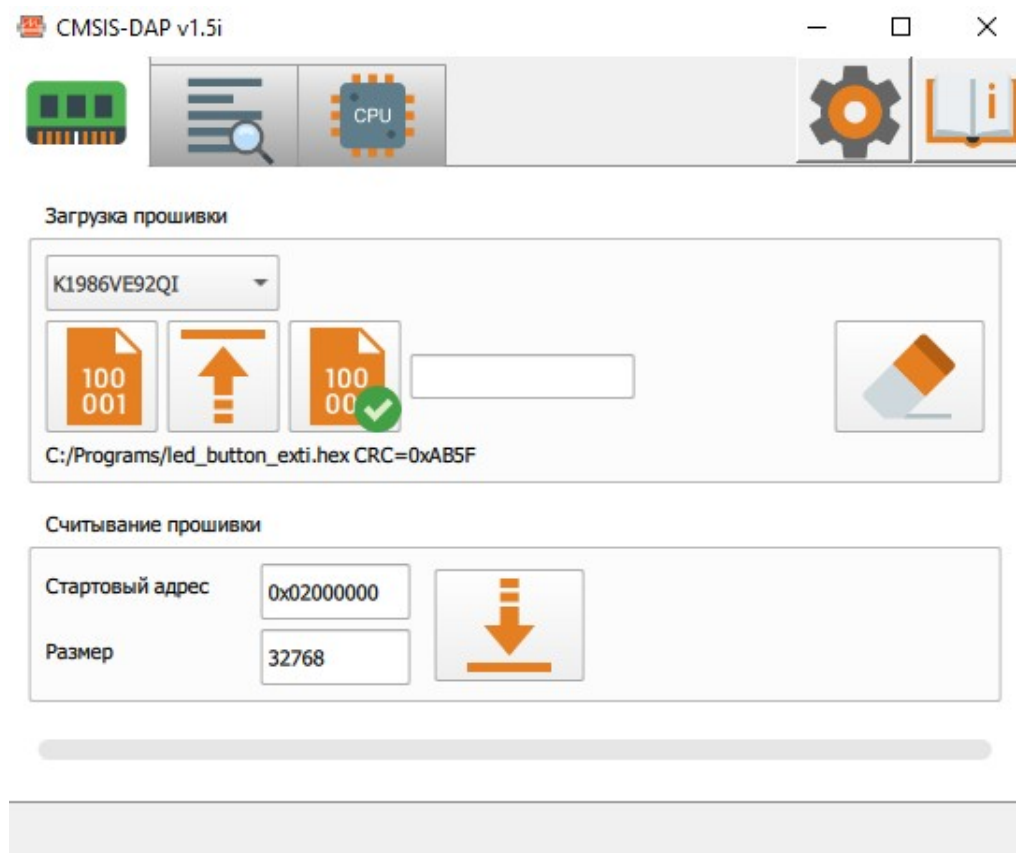 CMSIS-DAP v1.5i
CPU
i
Загрузка прошивки
K1986VE92QI
100
001
100
00
C:/Programs/led_button_exti.hex CRC=0xAB5F
Считывание прошивки
Стартовый адрес
0x02000000
Размер
32768